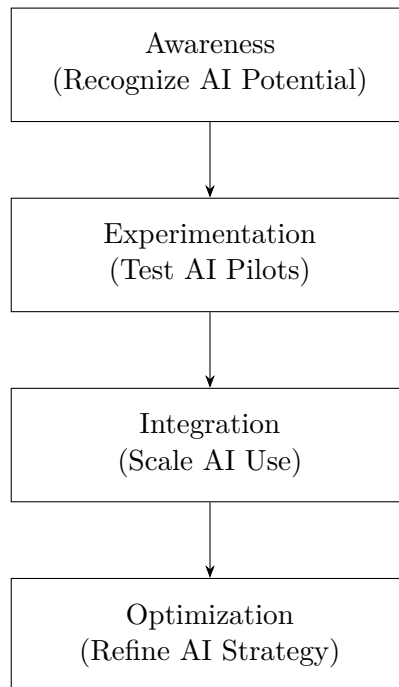 Awareness
(Recognize AI Potential)
Experimentation
(Test AI Pilots)
Integration
(Scale AI Use)
Optimization
(Refine AI Strategy)